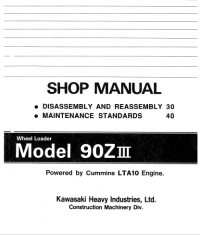 SHOP MANUAL
● DISASSEMBLY AND REASSEMBLY 30
● MAINTENANCE STANDARDS 40
Wheel Loader
Model 90ZIII
Powered by Cummins LTA10 Engine.
Kawasaki Heavy Industries, Ltd.
Construction Machinery Div.